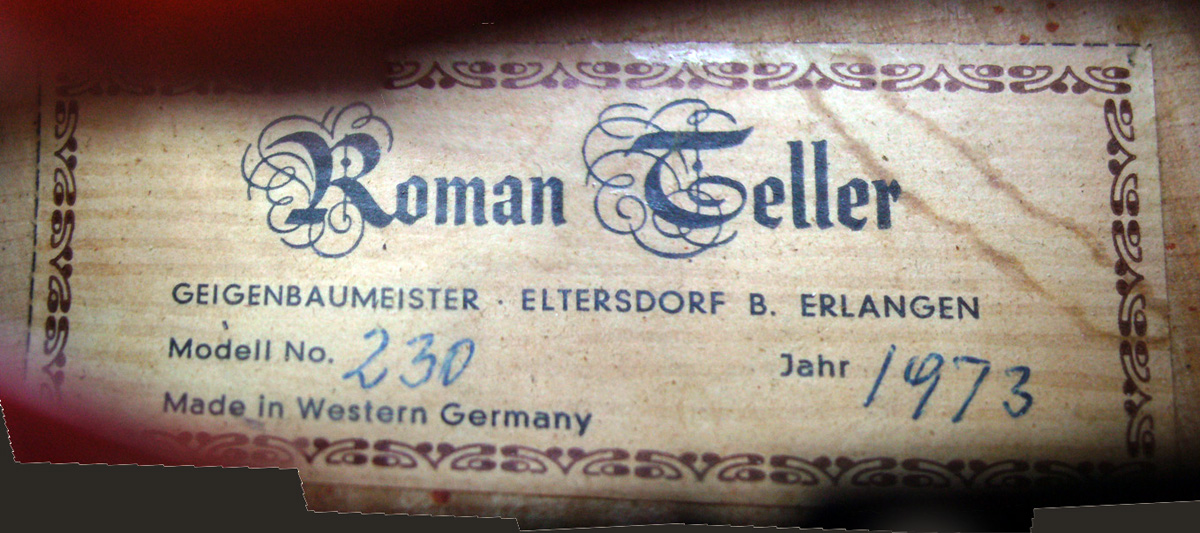 Roman Teller
GEIGENBAUMEISTER · ELTERSDORF B. ERLANGEN
Modell No. 230 Jahr 1973
Made in Western Germany